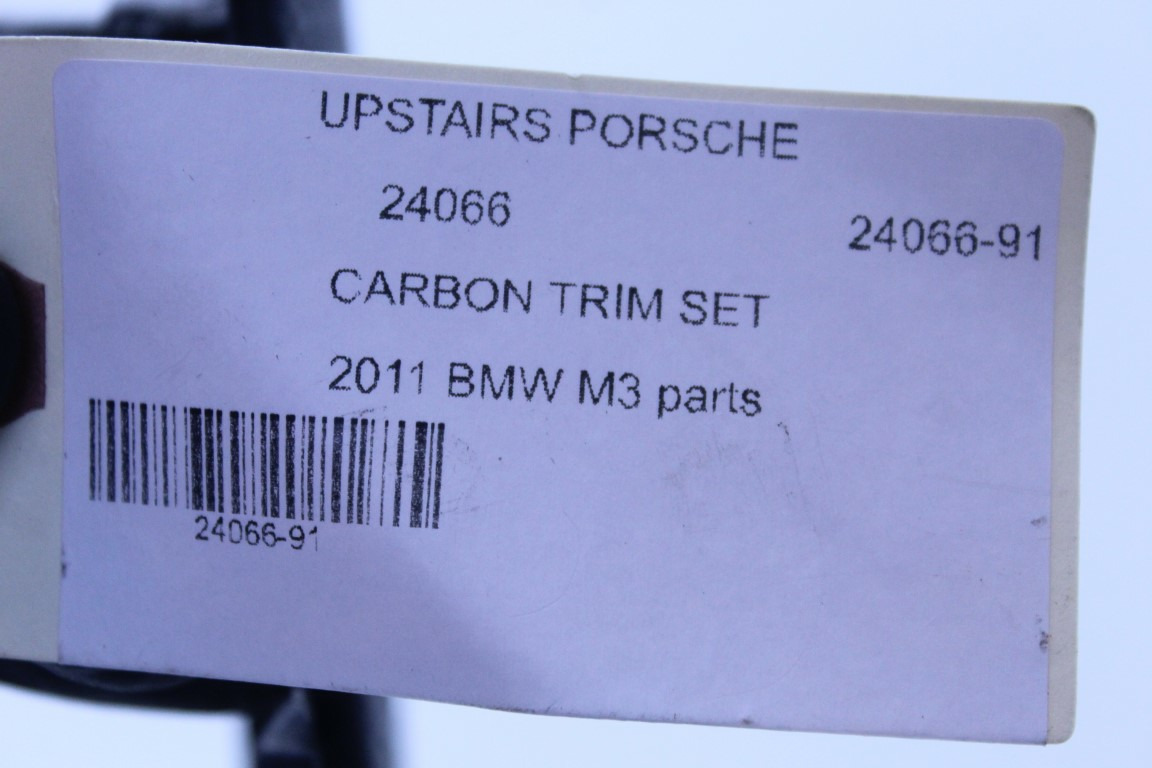 UPSTAIRS PORSCHE
24066
24066-91
CARBON TRIM SET
2011 BMW M3 parts
24066-91